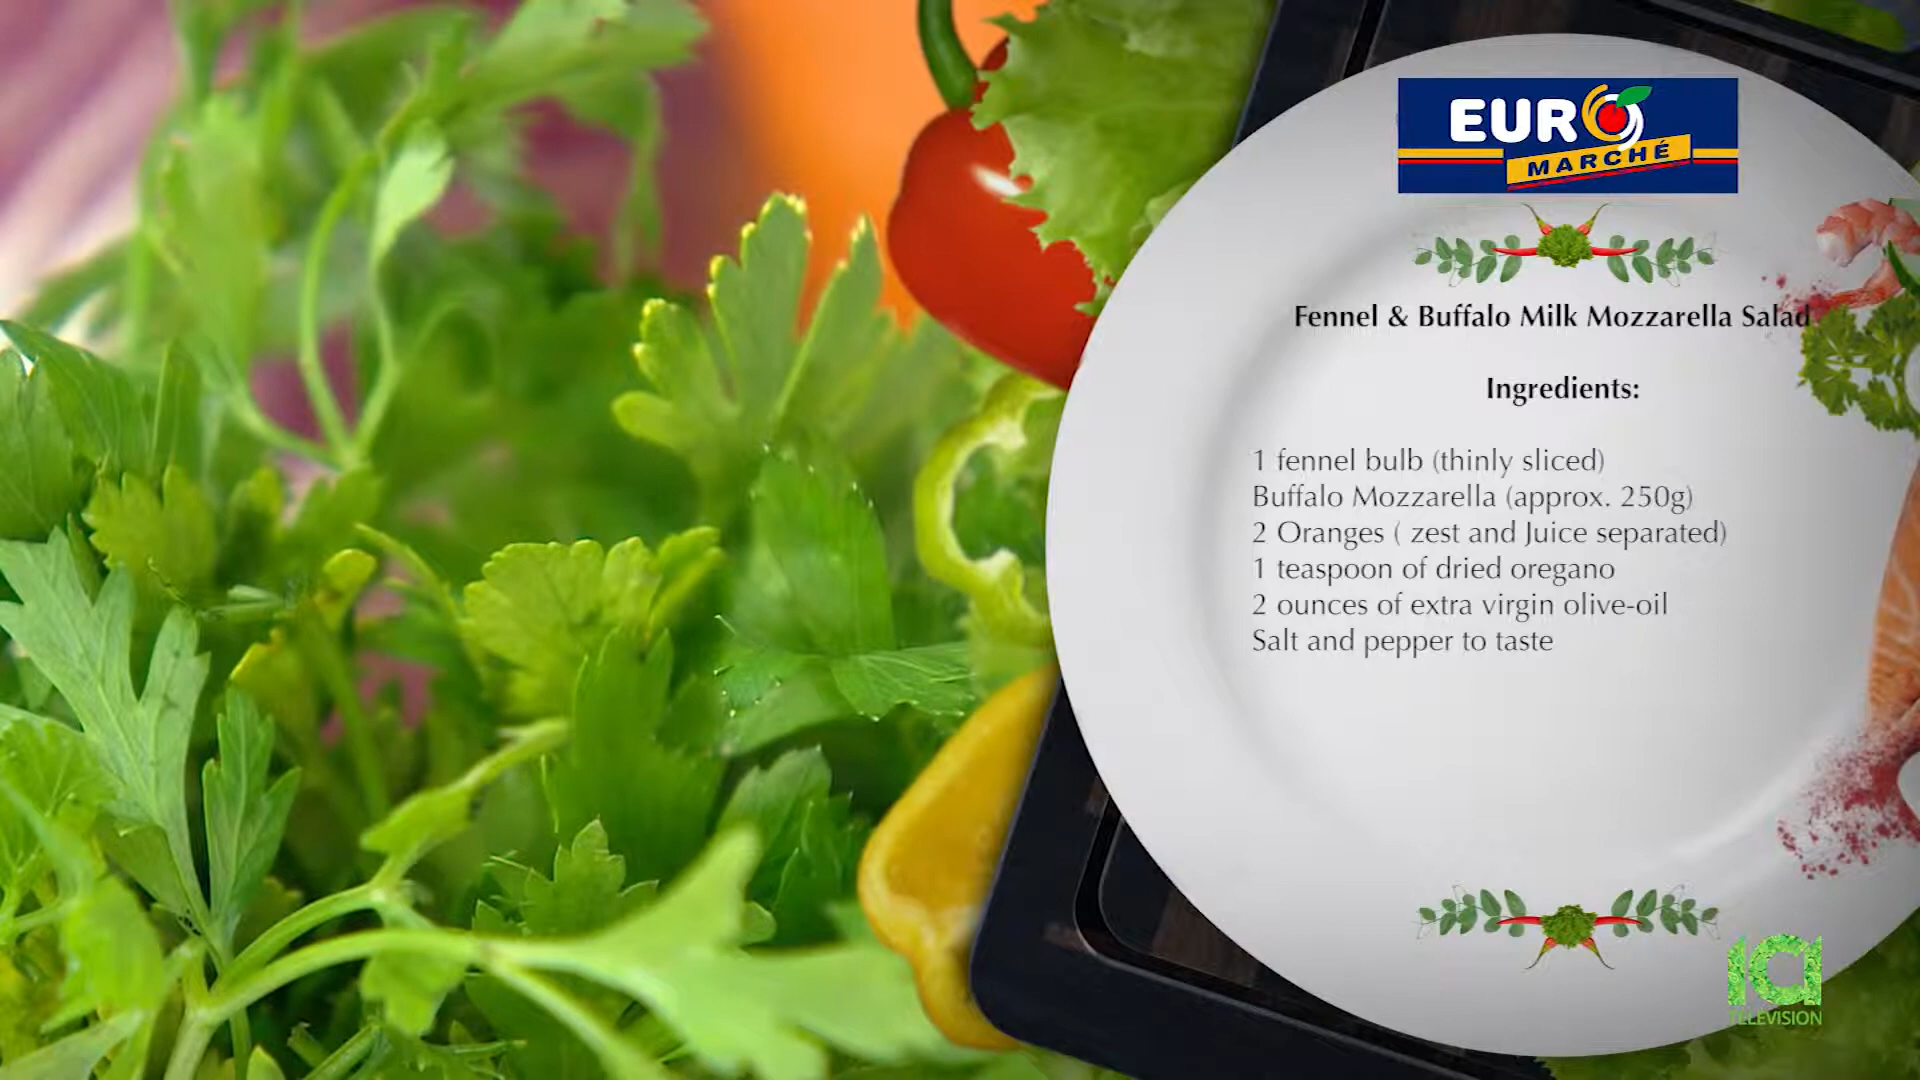 EURO
MARCHÉ
Fennel & Buffalo Milk Mozzarella Salad
Ingredients:
1 fennel bulb (thinly sliced)
Buffalo Mozzarella (approx. 250g)
2 Oranges ( zest and Juice separated)
1 teaspoon of dried oregano
2 ounces of extra virgin olive-oil
Salt and pepper to taste
1a
TELEVISION